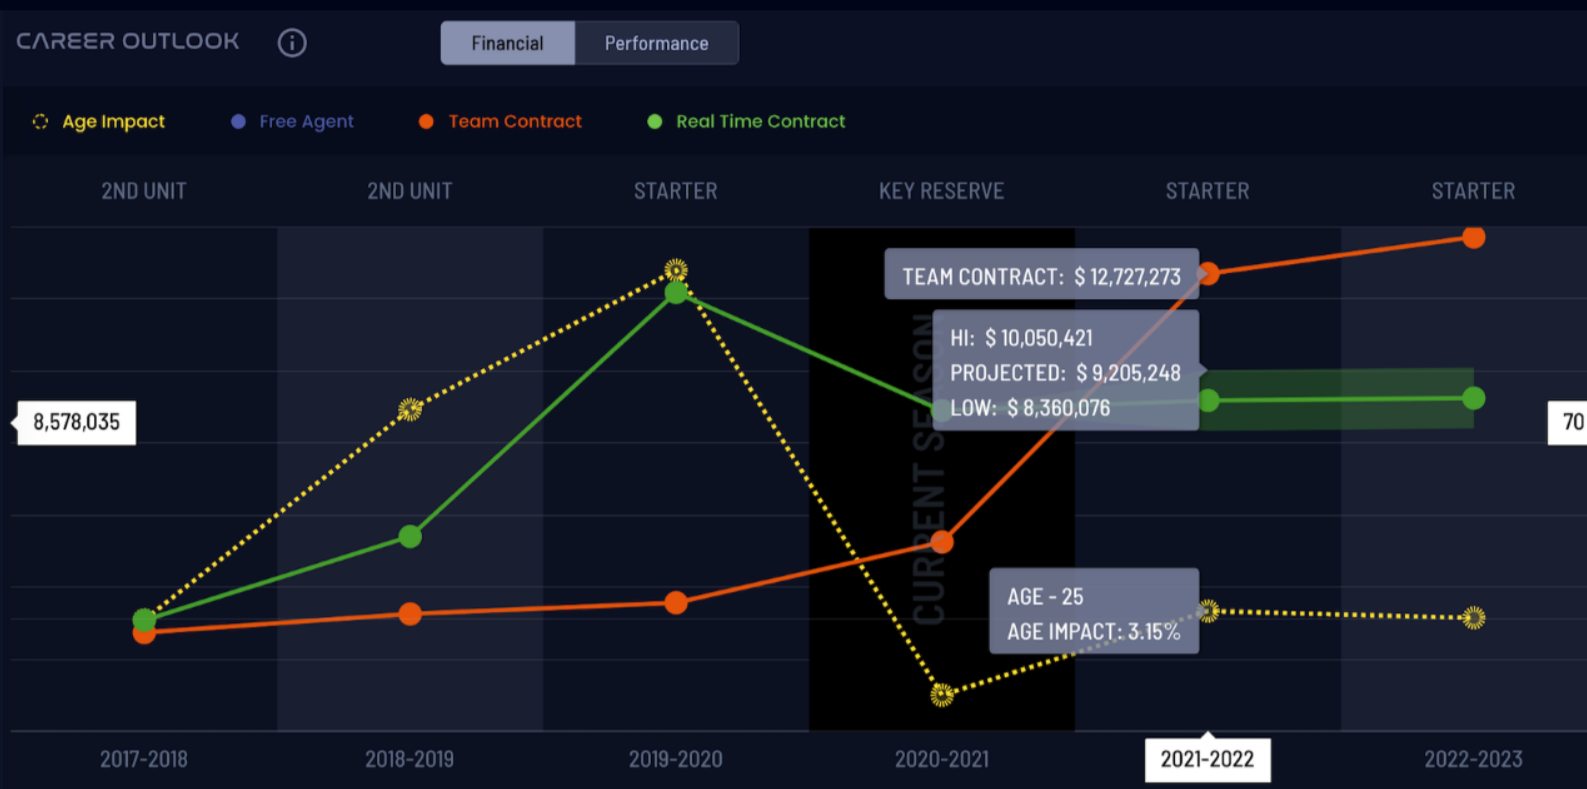 CAREER OUTLOOK
Financial
Performance
Age Impact
Free Agent
Team Contract
Real Time Contract
2ND UNIT
2ND UNIT
STARTER
KEY RESERVE
STARTER
STARTER
TEAM CONTRACT: $ 12,727,273
HI: $ 10,050,421
PROJECTED: $ 9,205,248
LOW: $ 8,360,076
8,578,035
70
CURRENT SEASON
AGE - 25
AGE IMPACT: 3.15%
2017-2018
2018-2019
2019-2020
2020-2021
2021-2022
2022-2023